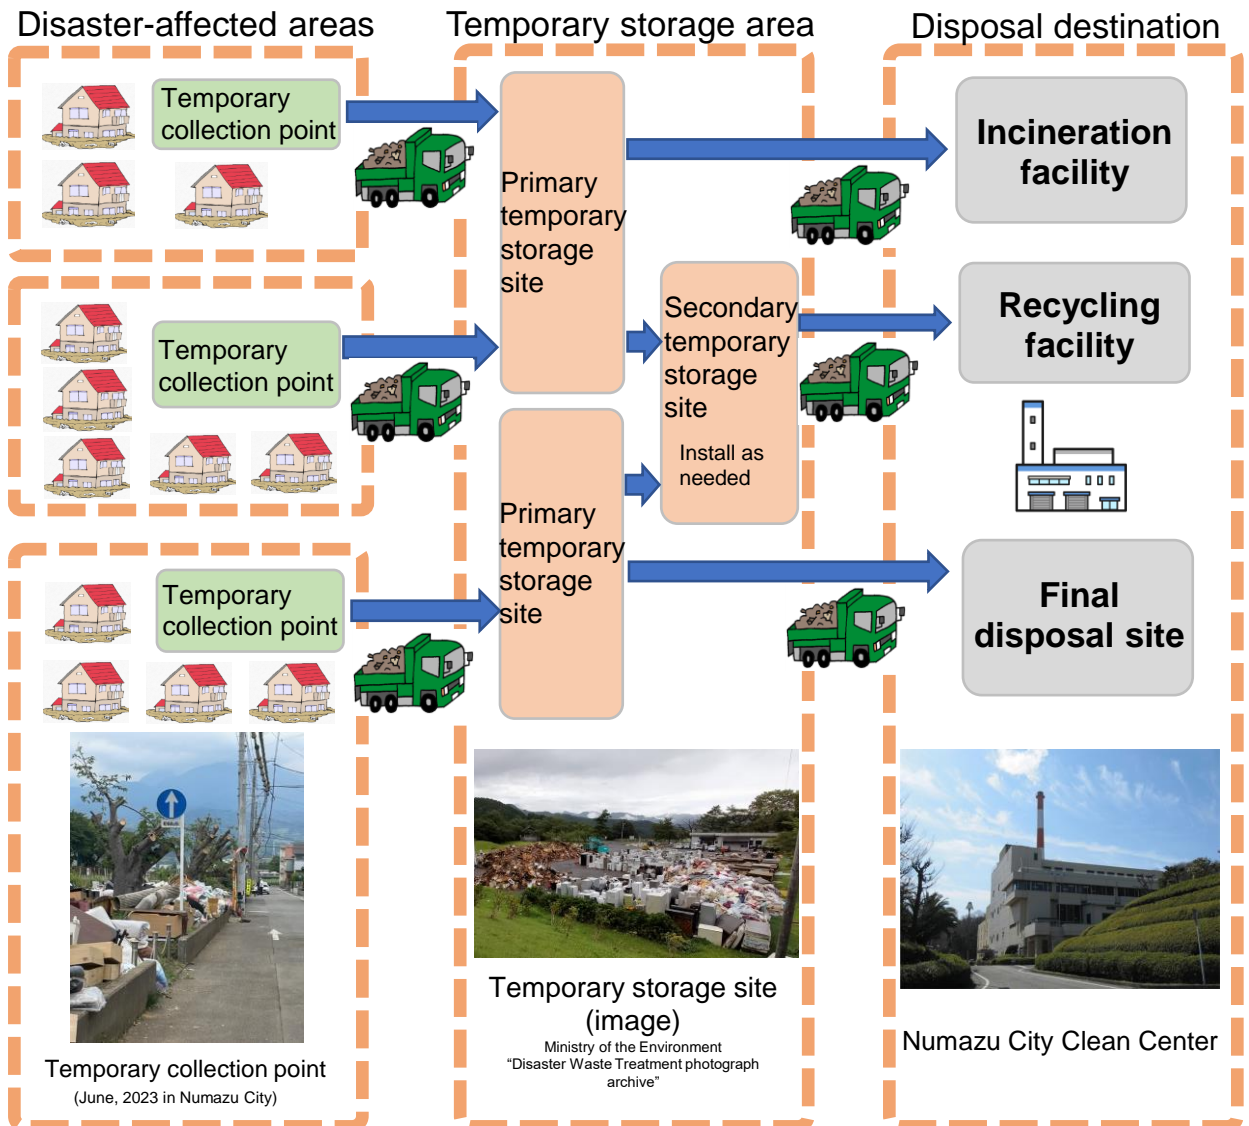 Disaster-affected areas
Temporary storage area
Disposal destination
Temporary
collection point
Temporary
collection point
Temporary
collection point
Primary
temporary
storage
site
Primary
temporary
storage
site
Secondary
temporary
storage
site
Install as
needed
Incineration
facility
Recycling
facility
Final
disposal site
Temporary collection point
(June, 2023 in Numazu City)
Temporary storage site
(image)
Ministry of the Environment
“Disaster Waste Treatment photograph
archive”
Numazu City Clean Center